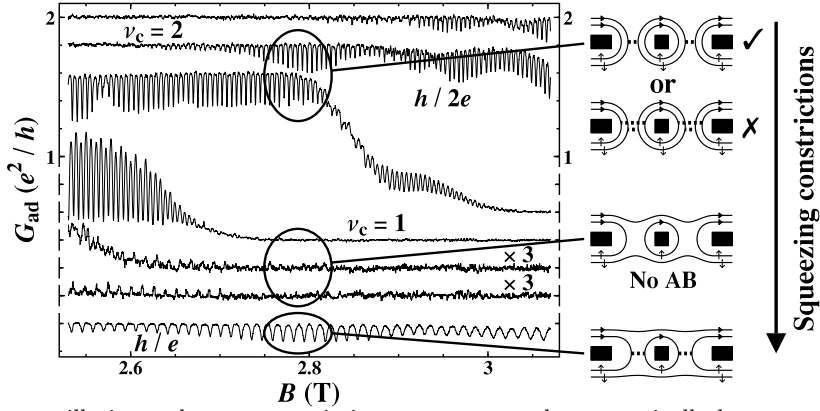 2
ν_c = 2
h / 2e
✓
or
✗
1
1
G_ad (e² / h)
ν_c = 1
× 3
× 3
No AB
h / e
2.6
2.8
3
B (T)
Squeezing constrictions
2